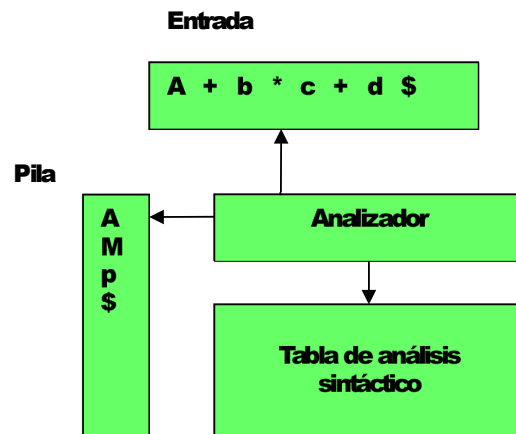 Entrada
A + b * c + d $
Pila
A
M
p
$
Analizador
Tabla de análisis
sintáctico